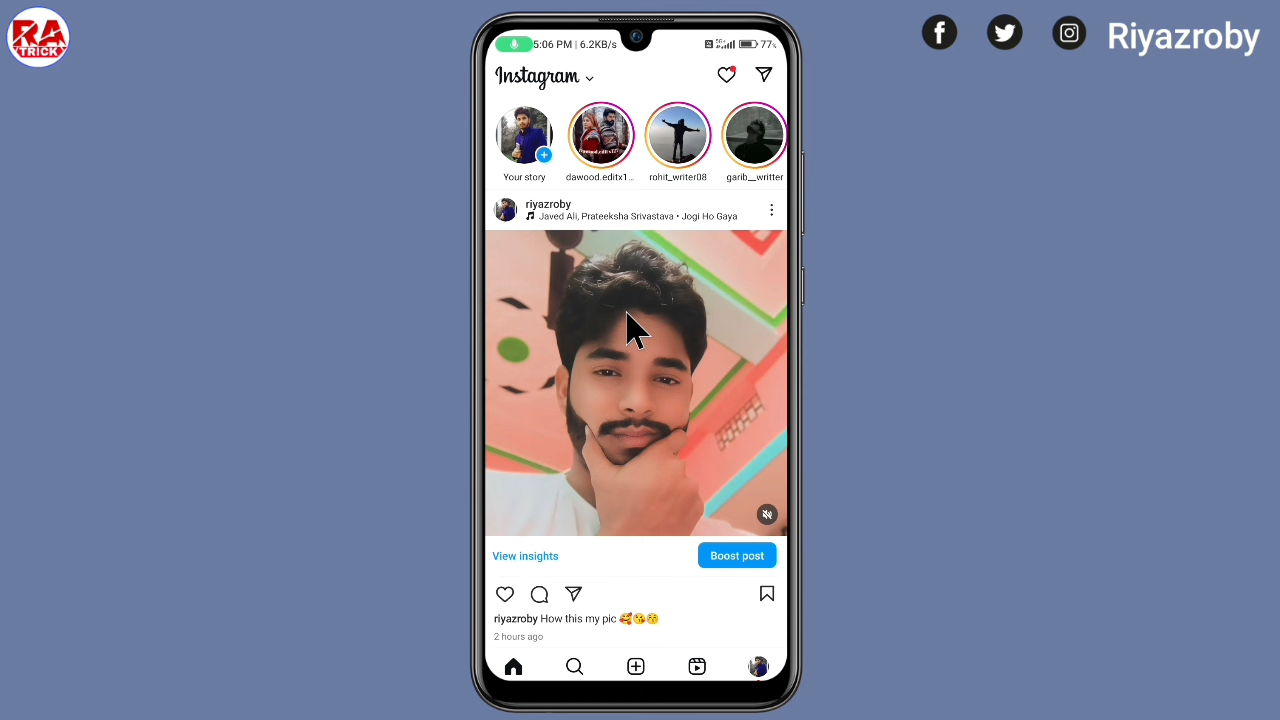 RA
TRICK
Riyazroby
5:06 PM | 6.2KB/s
5G+
77%
Instagram
Your story
dawood.editx1...
rohit_writer08
garib__writter
riyazroby
Javed Ali, Prateeksha Srivastava • Jogi Ho Gaya
View insights
Boost post
riyazroby How this my pic 🥰😘😚
2 hours ago